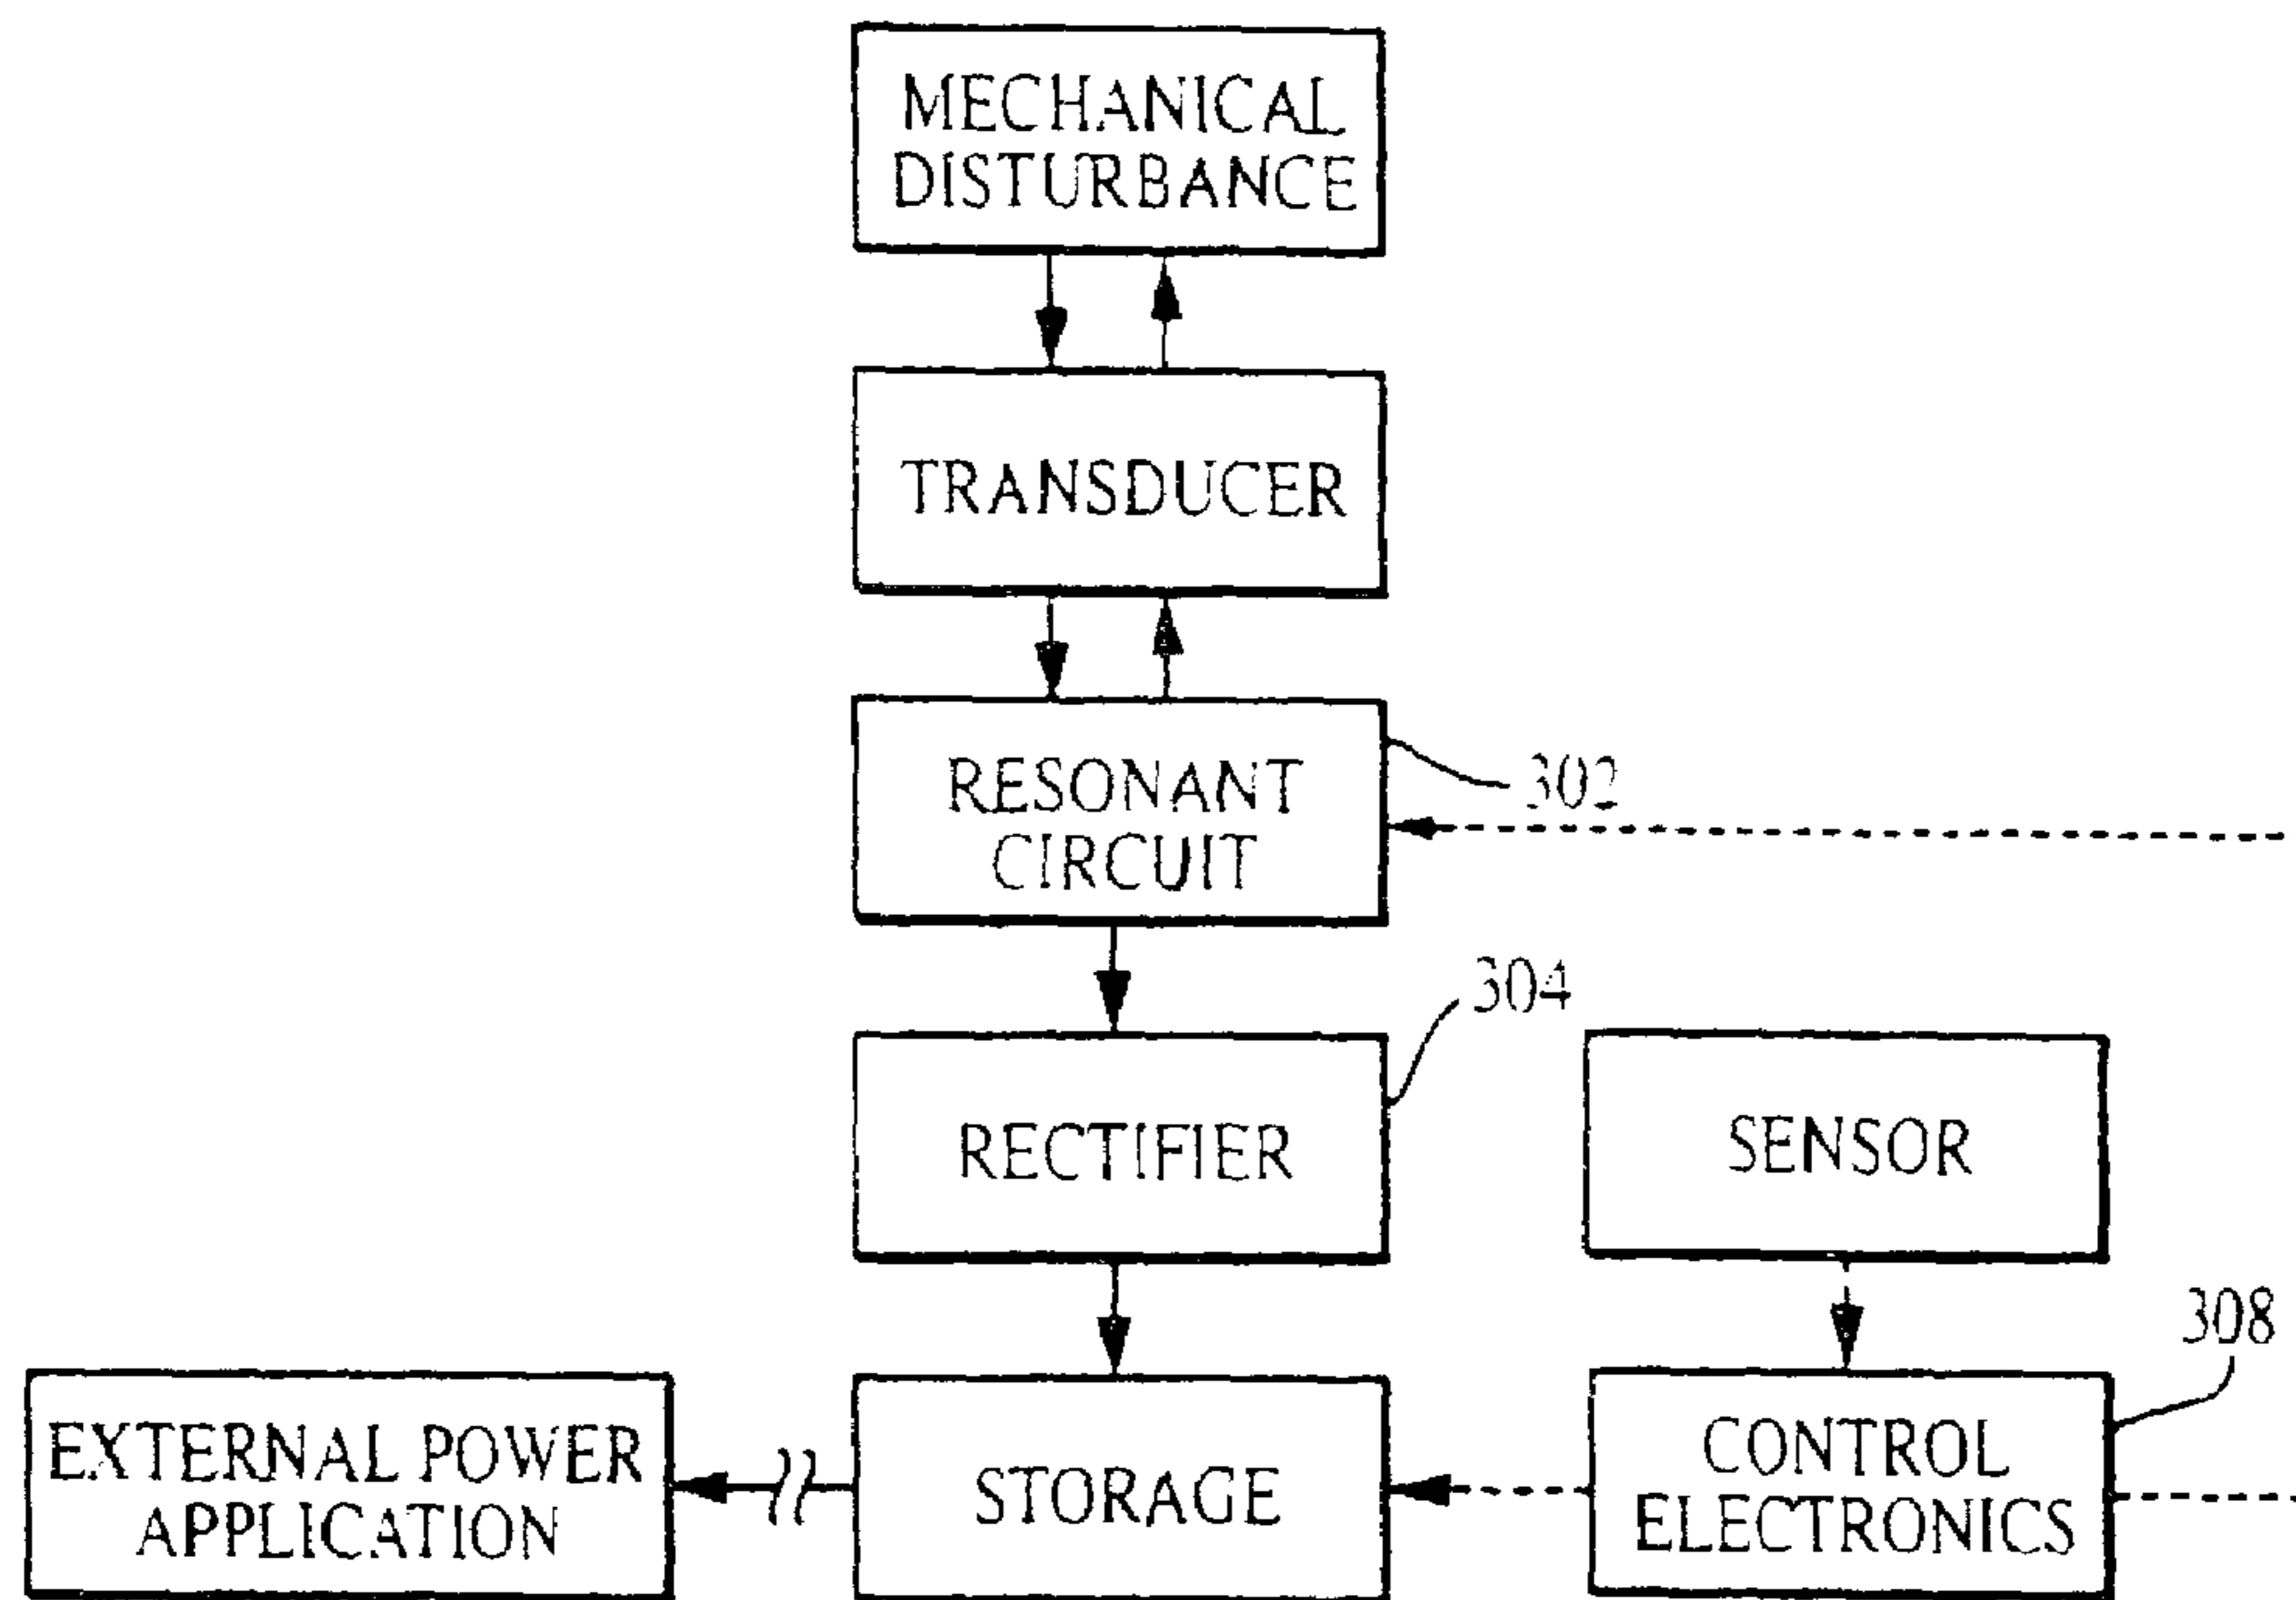 MECHANICAL
DISTURBANCE
TRANSDUCER
RESONANT
CIRCUIT
302
304
RECTIFIER
SENSOR
308
EXTERNAL POWER
APPLICATION
STORAGE
CONTROL
ELECTRONICS